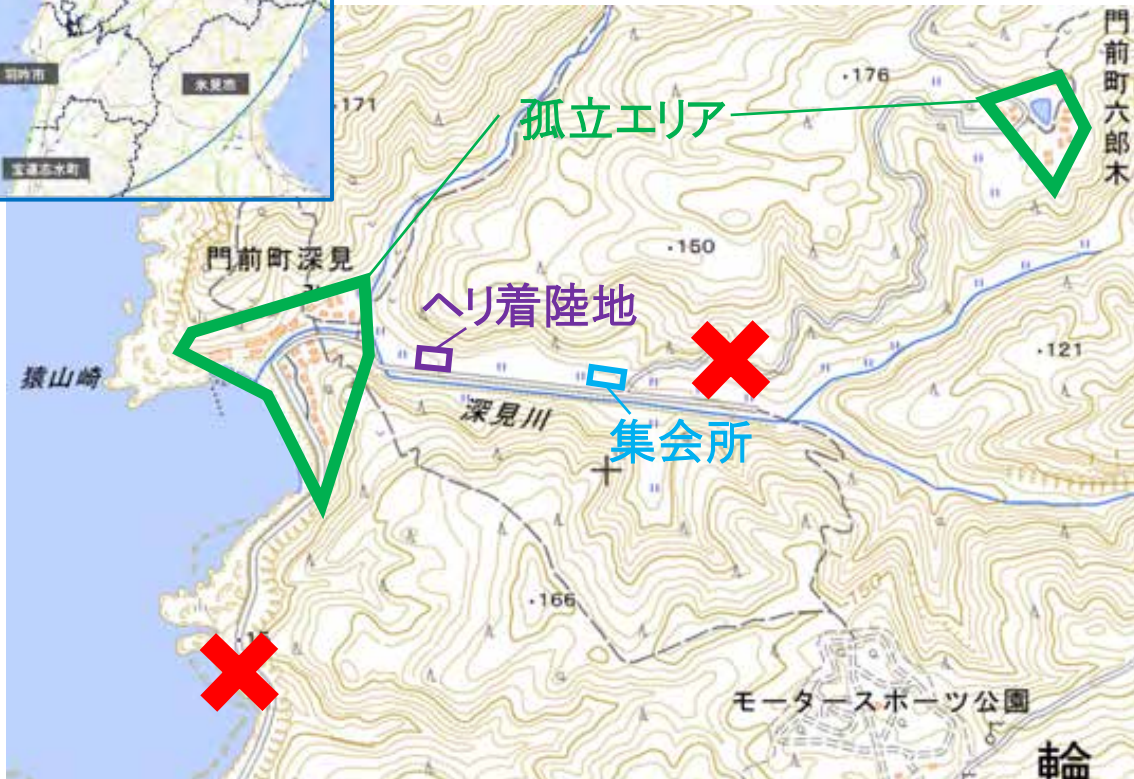 羽咋市
氷見市
宝達志水町
171
孤立エリア
176
門前町六郎木
門前町深見
150
ヘリ着陸地
121
猿山崎
深見川
集会所
166
150
15
モータースポーツ公園
輪